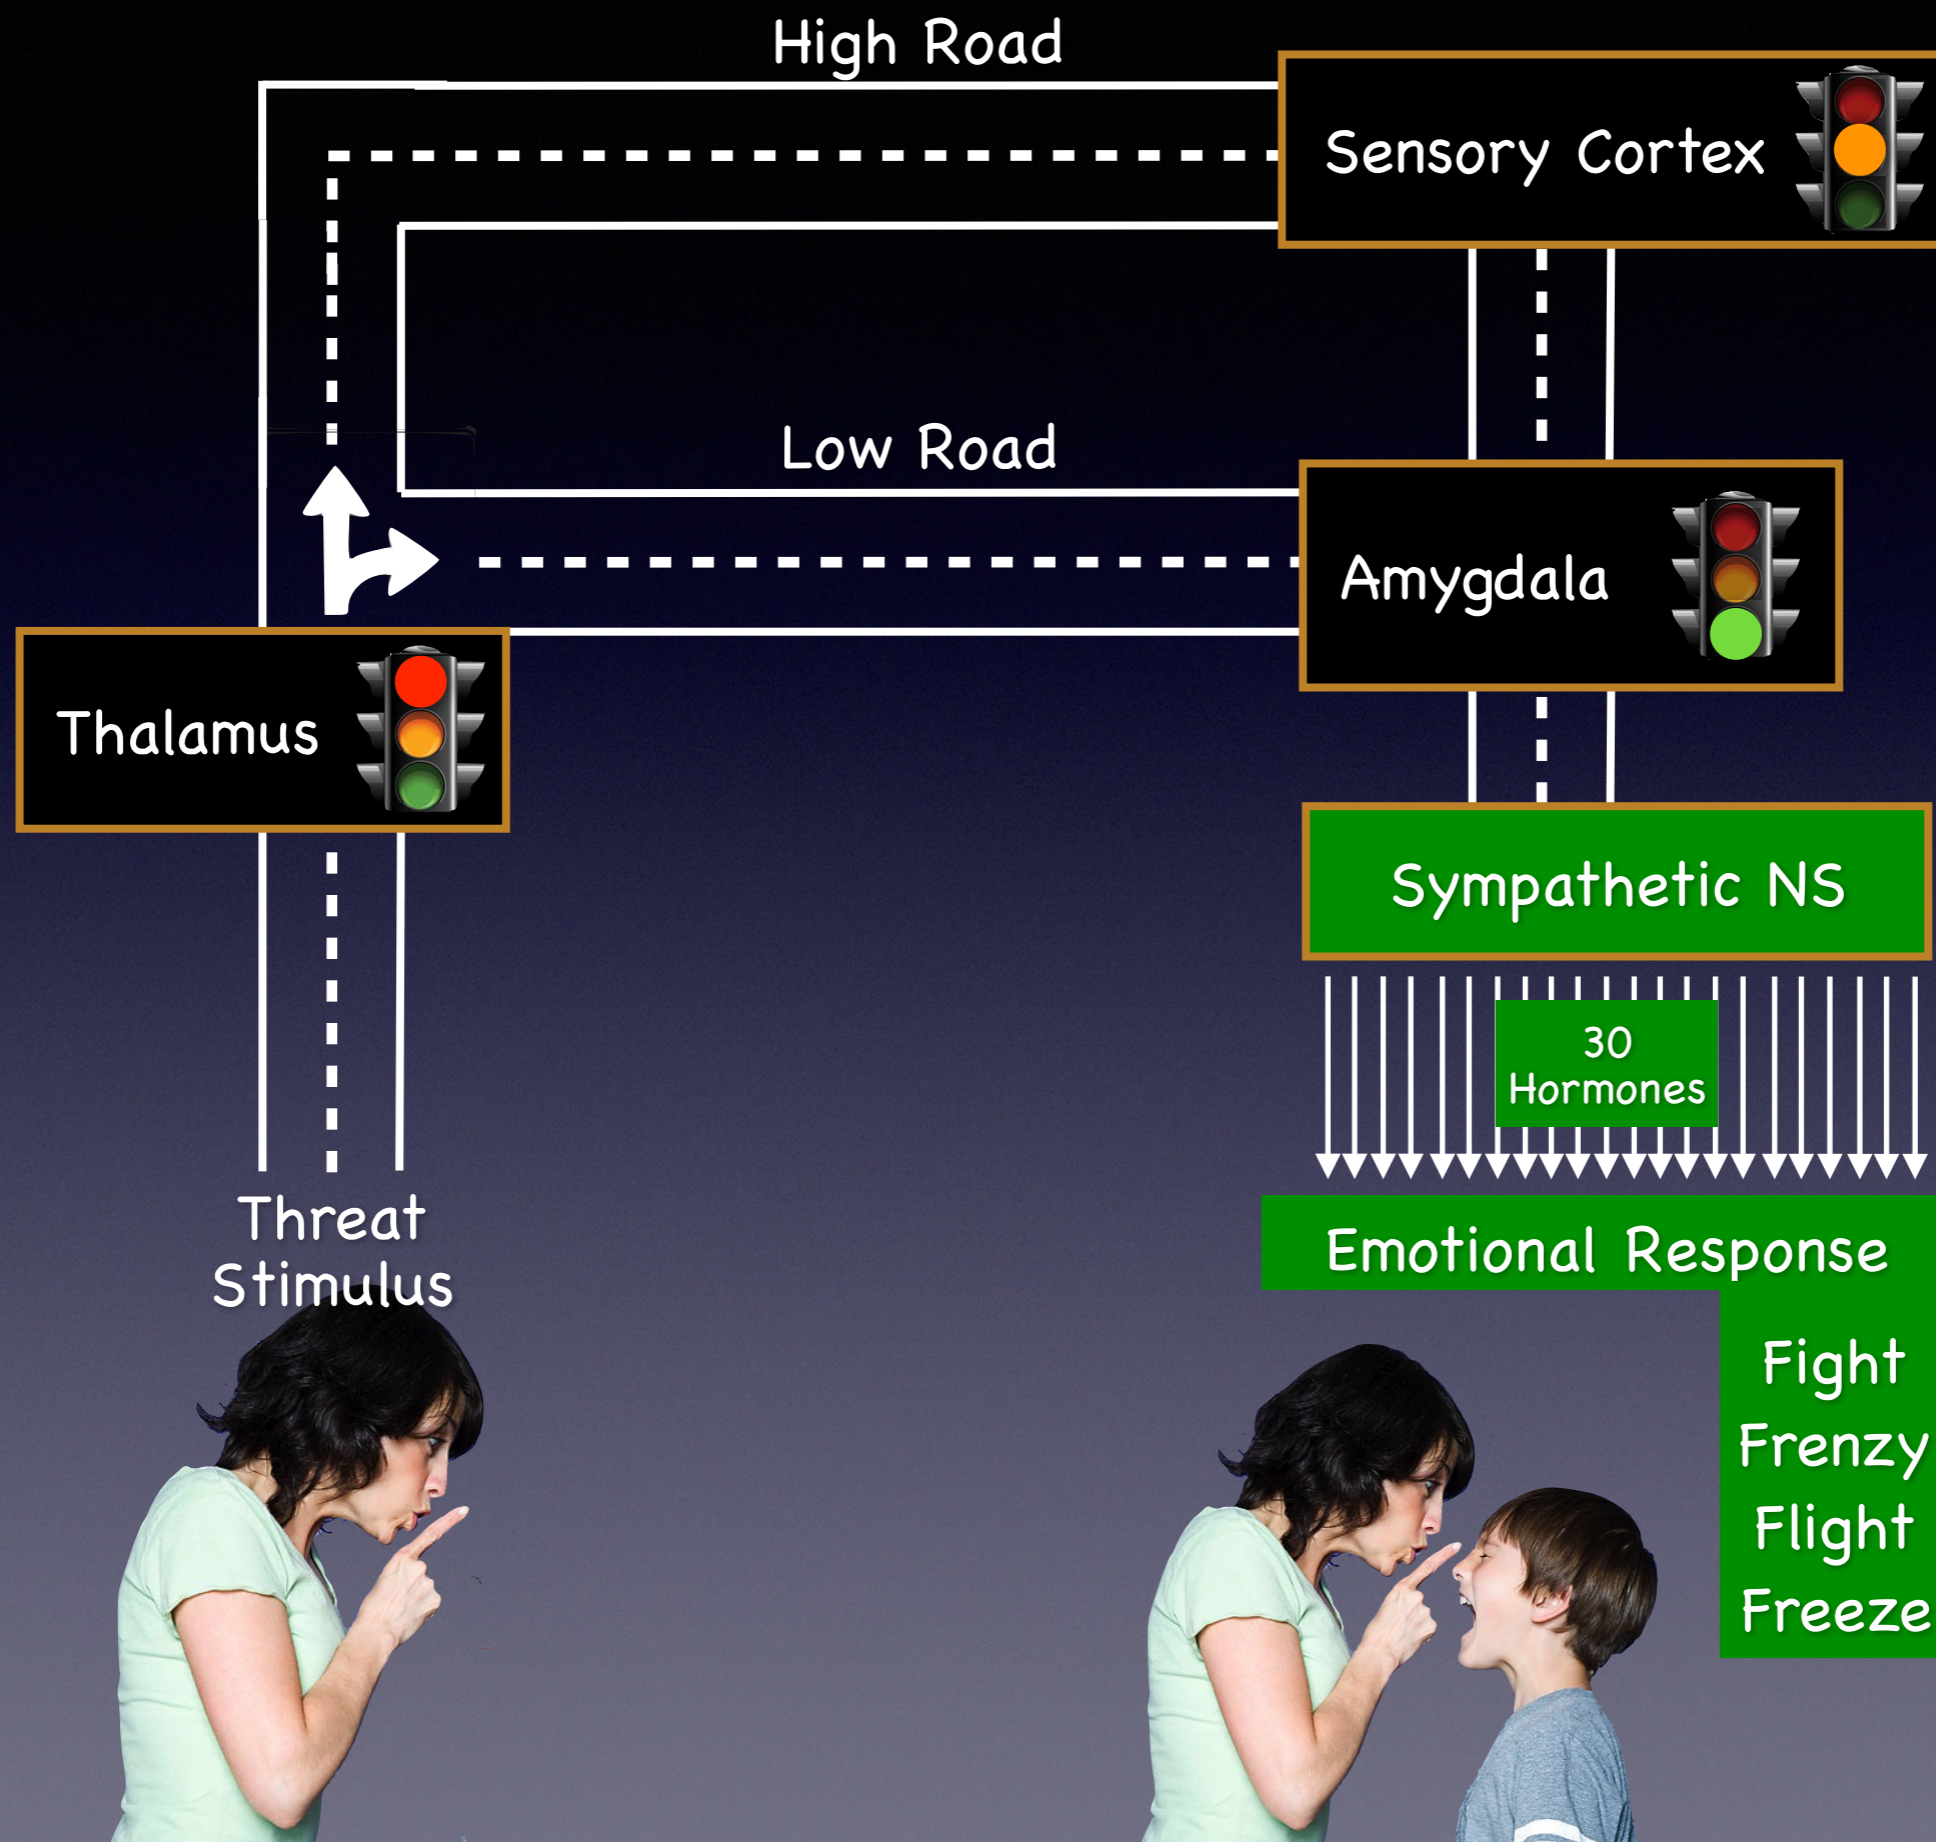 High Road
Sensory Cortex
Low Road
Amygdala
Thalamus
Sympathetic NS
30
Hormones
Threat
Stimulus
Emotional Response
Fight
Frenzy
Flight
Freeze